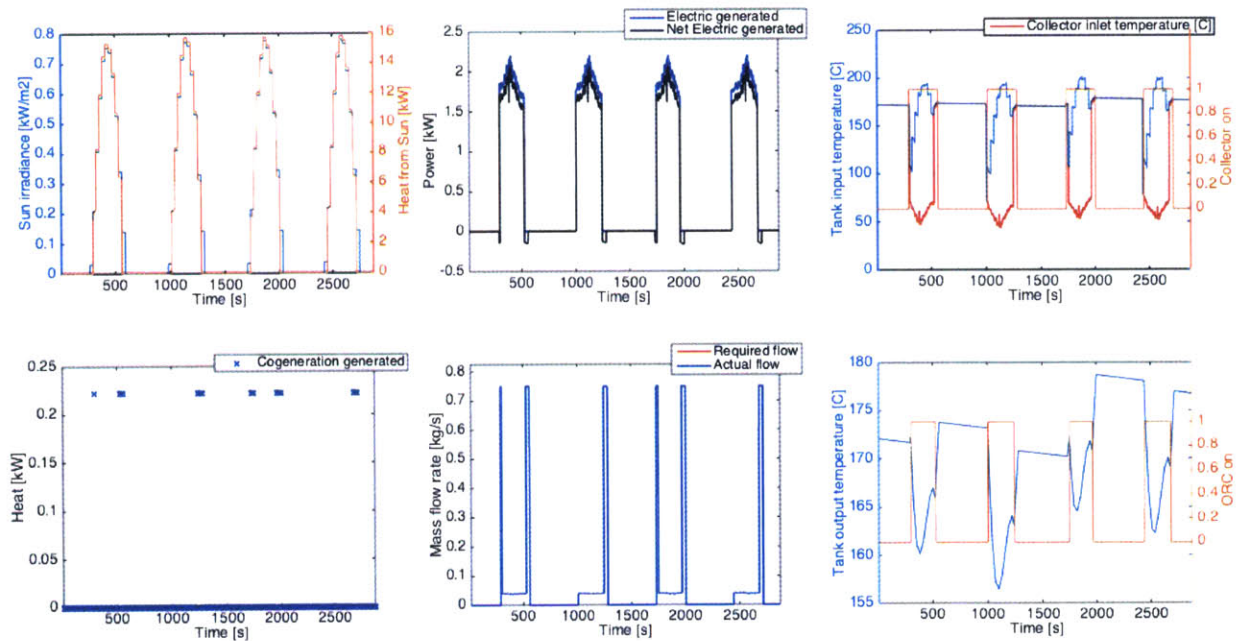 Sun irradiance [kW/m2]
0.8
0.7
0.6
0.5
0.4
0.3
0.2
0.1
0
16
14
12
10
8
6
4
2
0
Heat from Sun [kW]
500 1000 1500 2000 2500
Time [s]
Electric generated
Net Electric generated
Power [kW]
2.5
2
1.5
1
0.5
0
-0.5
500 1000 1500 2000 2500
Time [s]
Collector inlet temperature [C]
Tank input temperature [C]
250
200
150
100
50
0
1
0.8
0.6
0.4
0.2
0
Collector on
500 1000 1500 2000 2500
Time [s]
Cogeneration generated
Heat [kW]
0.25
0.2
0.15
0.1
0.05
0
500 1000 1500 2000 2500
Time [s]
Required flow
Actual flow
Mass flow rate [kg/s]
0.8
0.7
0.6
0.5
0.4
0.3
0.2
0.1
0
500 1000 1500 2000 2500
Time [s]
Tank output temperature [C]
180
175
170
165
160
155
1
0.8
0.6
0.4
0.2
0
ORC on
500 1000 1500 2000 2500
Time [s]